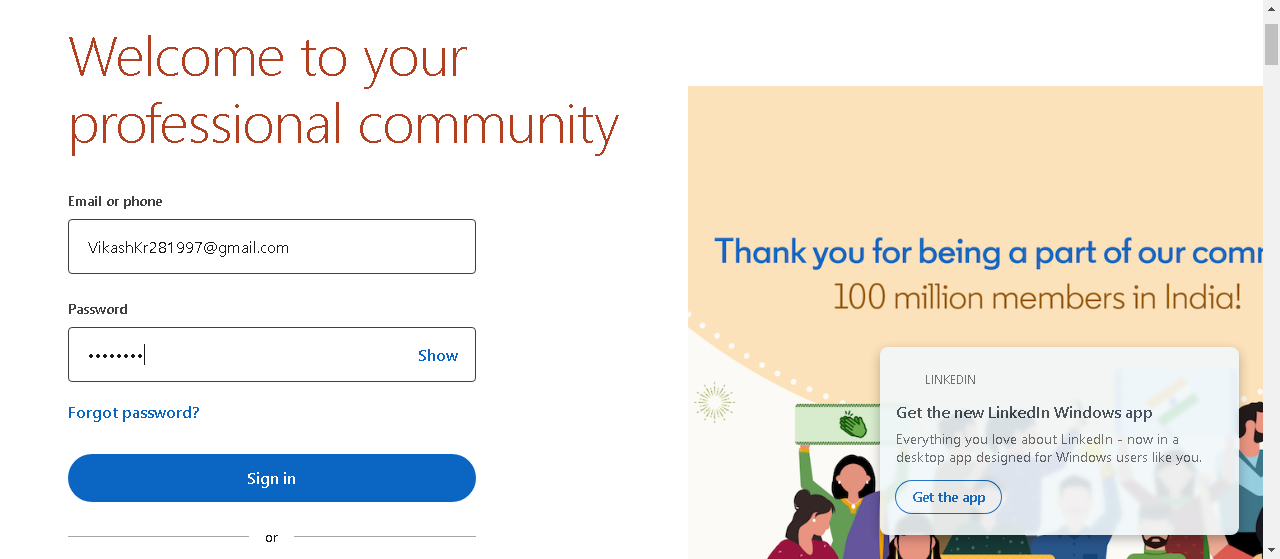 Welcome to your
professional community
Email or phone
VikashKr281997@gmail.com
Password
••••••••
Show
Forgot password?
Sign in
or
Thank you for being a part of our comm
100 million members in India!
LINKEDIN
Get the new LinkedIn Windows app
Everything you love about LinkedIn - now in a
desktop app designed for Windows users like you.
Get the app